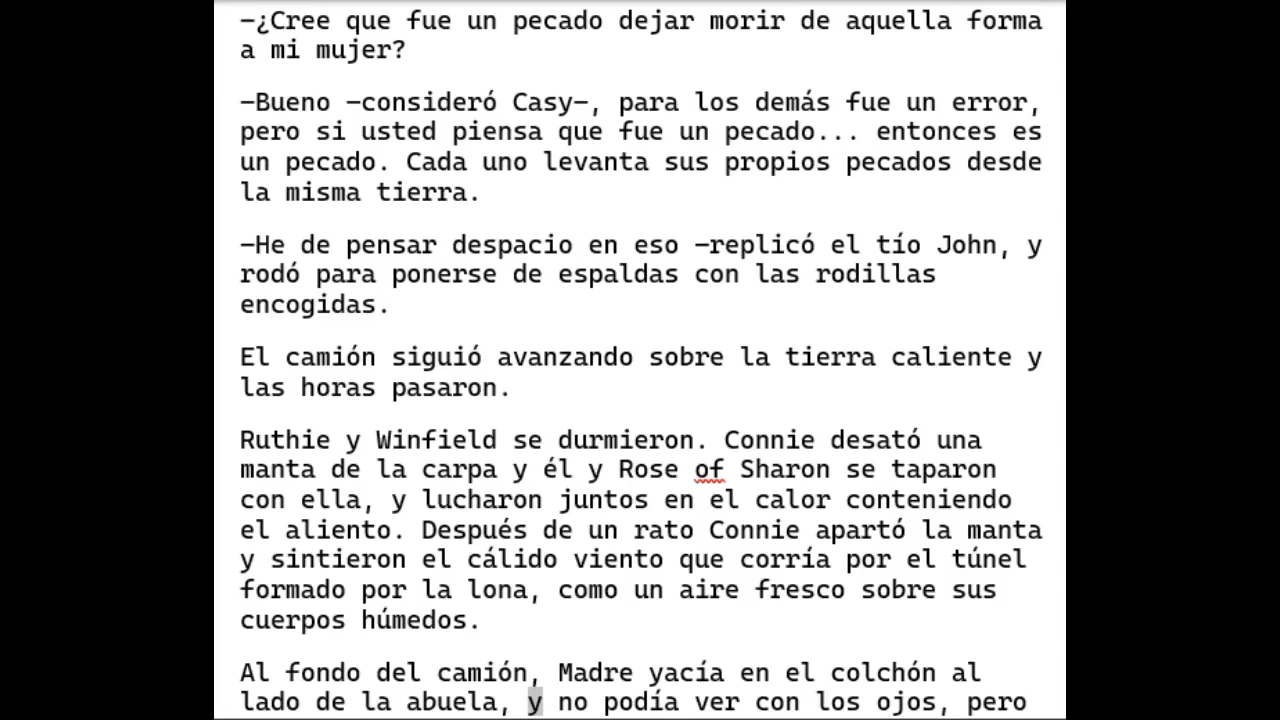 —¿Cree que fue un pecado dejar morir de aquella forma
a mi mujer?
—Bueno —consideró Casy—, para los demás fue un error,
pero si usted piensa que fue un pecado... entonces es
un pecado. Cada uno levanta sus propios pecados desde
la misma tierra.
—He de pensar despacio en eso —replicó el tío John, y
rodó para ponerse de espaldas con las rodillas
encogidas.
El camión siguió avanzando sobre la tierra caliente y
las horas pasaron.
Ruthie y Winfield se durmieron. Connie desató una
manta de la carpa y él y Rose of Sharon se taparon
con ella, y lucharon juntos en el calor conteniendo
el aliento. Después de un rato Connie apartó la manta
y sintieron el cálido viento que corría por el túnel
formado por la lona, como un aire fresco sobre sus
cuerpos húmedos.
Al fondo del camión, Madre yacía en el colchón al
lado de la abuela, y no podía ver con los ojos, pero